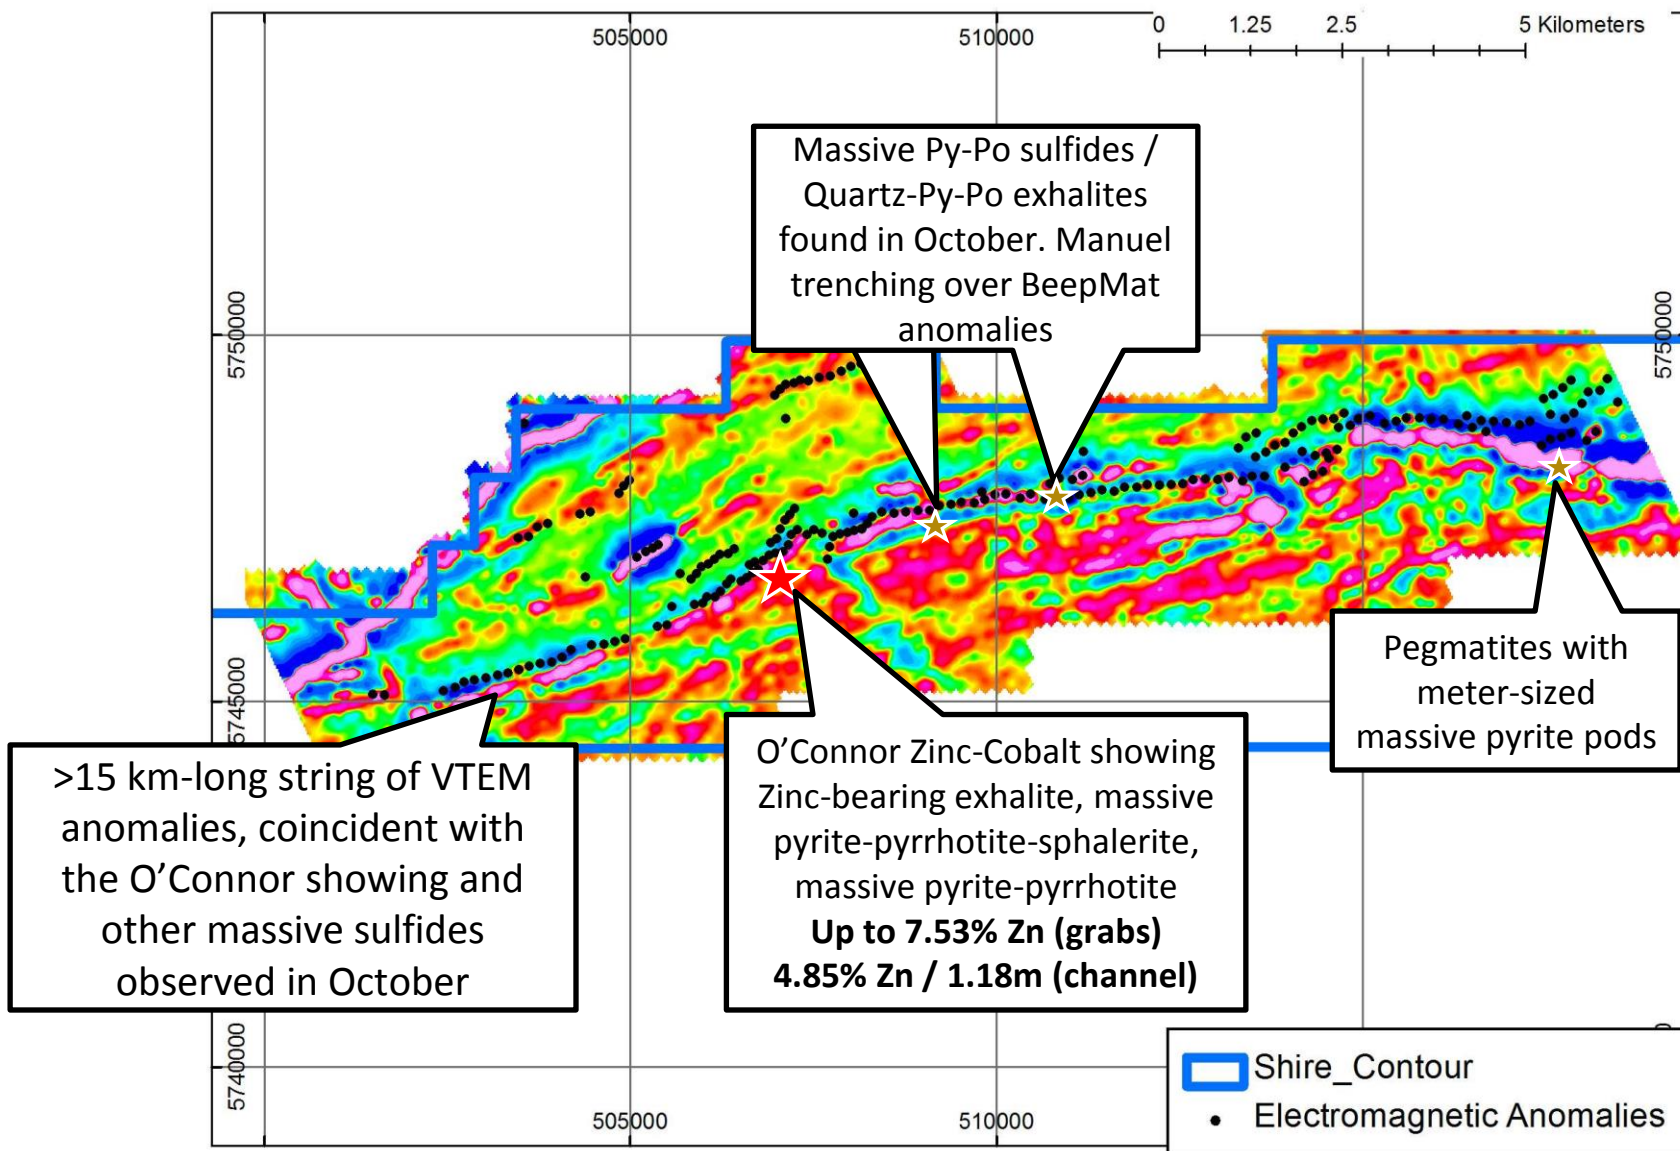 505000
510000
0 1.25 2.5 5 Kilometers
Massive Py-Po sulfides /
Quartz-Py-Po exhalites
found in October. Manuel
trenching over BeepMat
anomalies
5750000
5750000
5745000
Pegmatites with
meter-sized
massive pyrite pods
>15 km-long string of VTEM
anomalies, coincident with
the O’Connor showing and
other massive sulfides
observed in October
O’Connor Zinc-Cobalt showing
Zinc-bearing exhalite, massive
pyrite-pyrrhotite-sphalerite,
massive pyrite-pyrrhotite
Up to 7.53% Zn (grabs)
4.85% Zn / 1.18m (channel)
5740000
505000
510000
Shire_Contour
Electromagnetic Anomalies